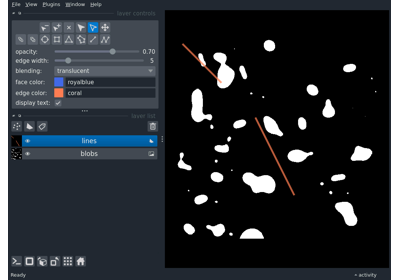 File View Plugins Window Help
layer controls
opacity: 0.70
edge width: 5
blending: translucent
face color: royalblue
edge color: coral
display text:
layer list
lines
blobs
Ready
activity